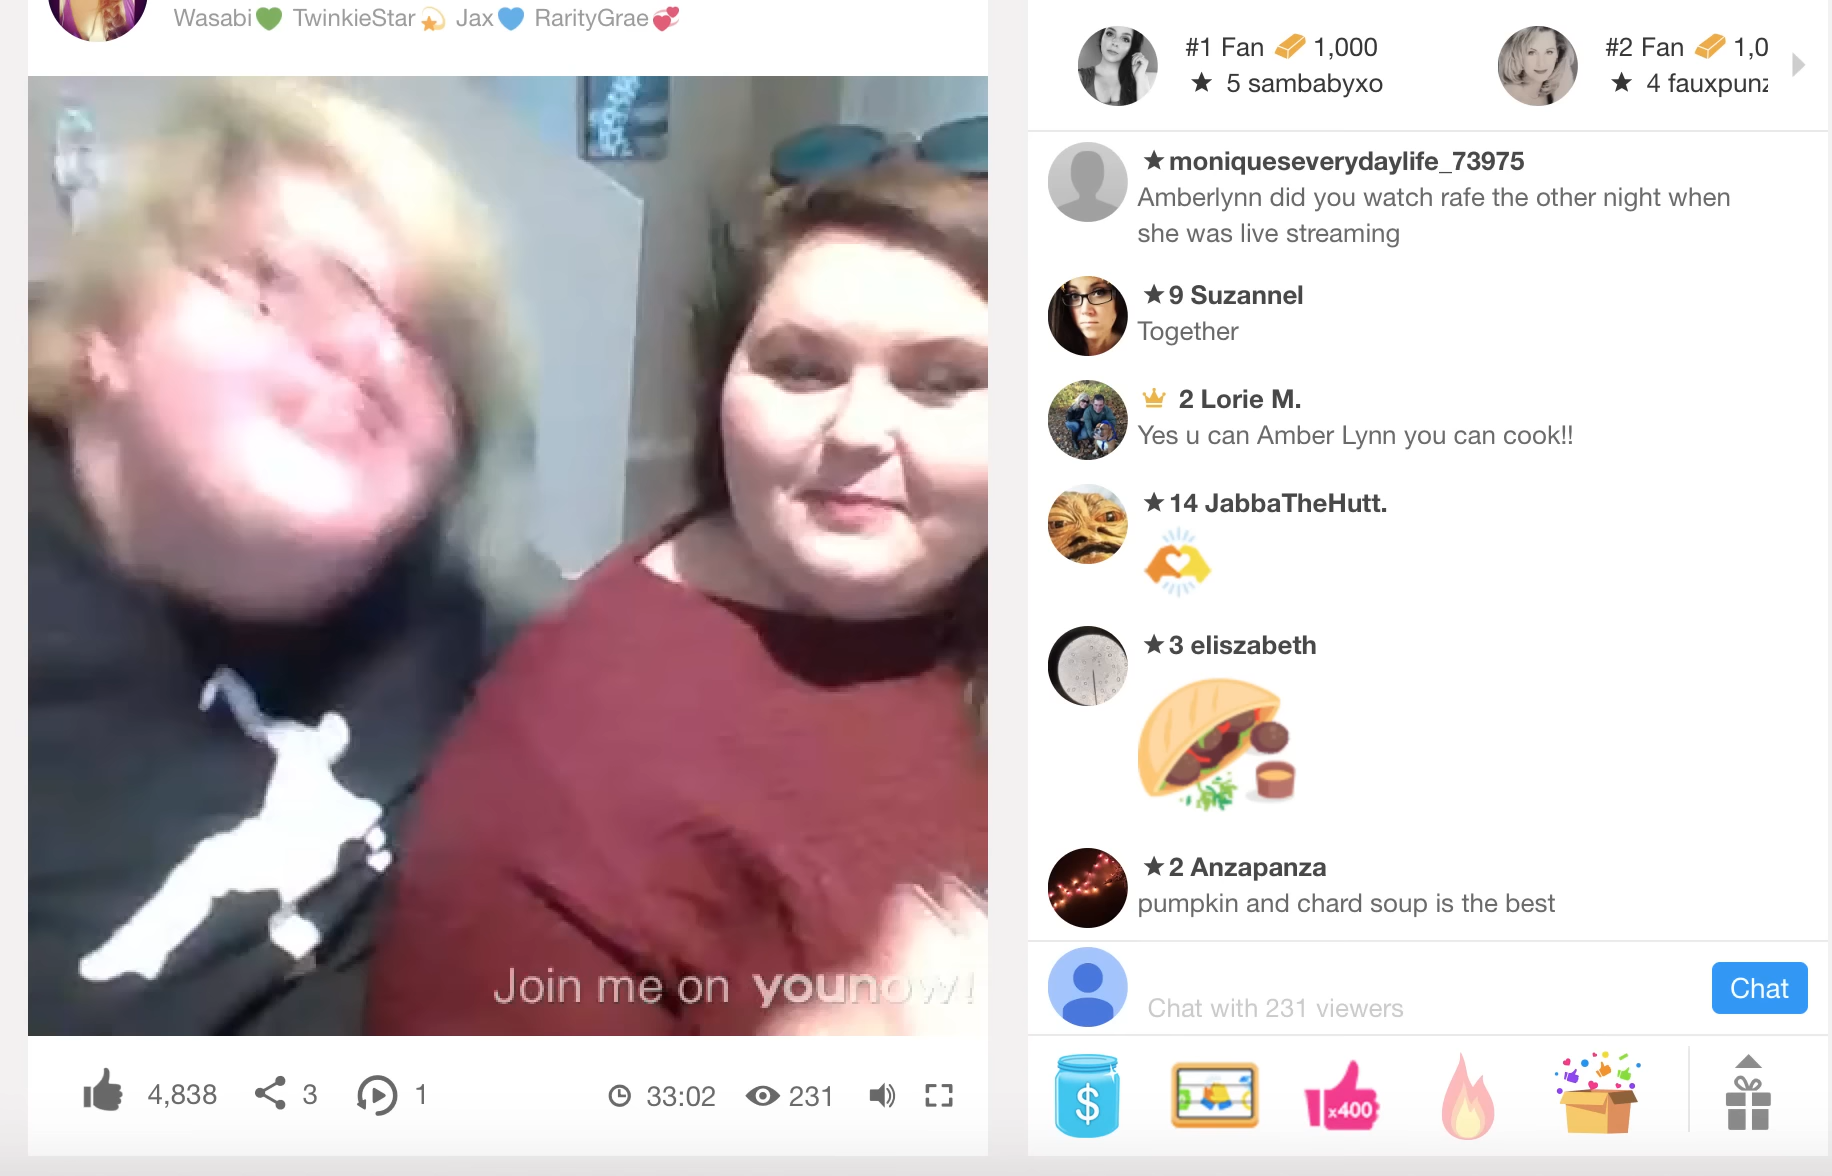 Wasabi💚 TwinkieStar💫 Jax💙 RarityGrae💞
#1 Fan 1,000
★ 5 sambabyxo
#2 Fan 1,0
★ 4 fauxpunz
★ moniqueseverydaylife_73975
Amberlynn did you watch rafe the other night when
she was live streaming
★ 9 Suzannel
Together
2 Lorie M.
Yes u can Amber Lynn you can cook!!
★ 14 JabbaTheHutt.
★ 3 eliszabeth
★ 2 Anzapanza
pumpkin and chard soup is the best
Join me on younow!
Chat with 231 viewers
Chat
4,838 3 1 33:02 231
$ x400